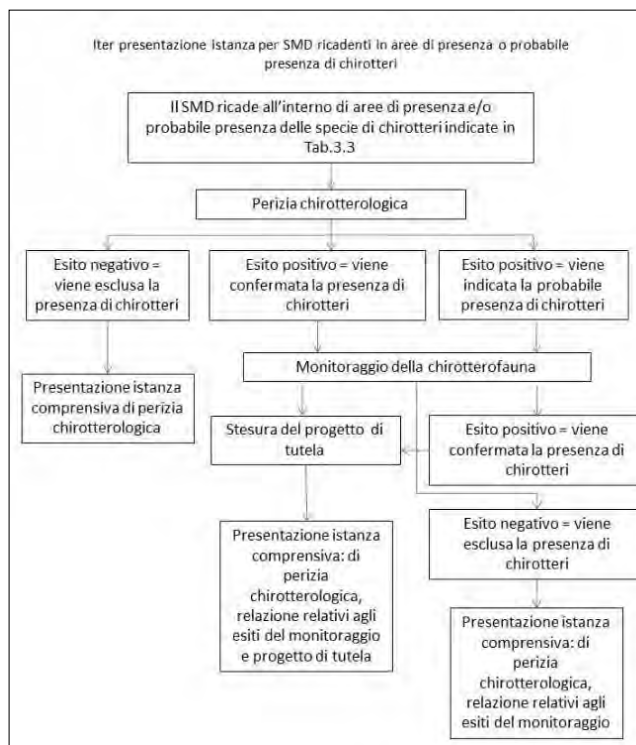 Iter presentazione istanza per SMD ricadenti in aree di presenza o probabile
presenza di chirotteri
Il SMD ricade all'interno di aree di presenza e/o
probabile presenza delle specie di chirotteri indicate in
Tab.3.3
Perizia chirotterologica
Esito negativo =
viene esclusa la
presenza di chirotteri
Esito positivo = viene
confermata la presenza di
chirotteri
Esito positivo = viene
indicata la probabile
presenza di chirotteri
Monitoraggio della chirotterofauna
Presentazione istanza
comprensiva di perizia
chirotterologica
Stesura del progetto di
tutela
Esito positivo = viene
confermata la presenza di
chirotteri
Esito negativo = viene
esclusa la presenza di
chirotteri
Presentazione istanza
comprensiva: di
perizia
chirotterologica,
relazione relativi agli
esiti del monitoraggio
e progetto di tutela
Presentazione istanza
comprensiva: di
perizia
chirotterologica,
relazione relativi agli
esiti del monitoraggio